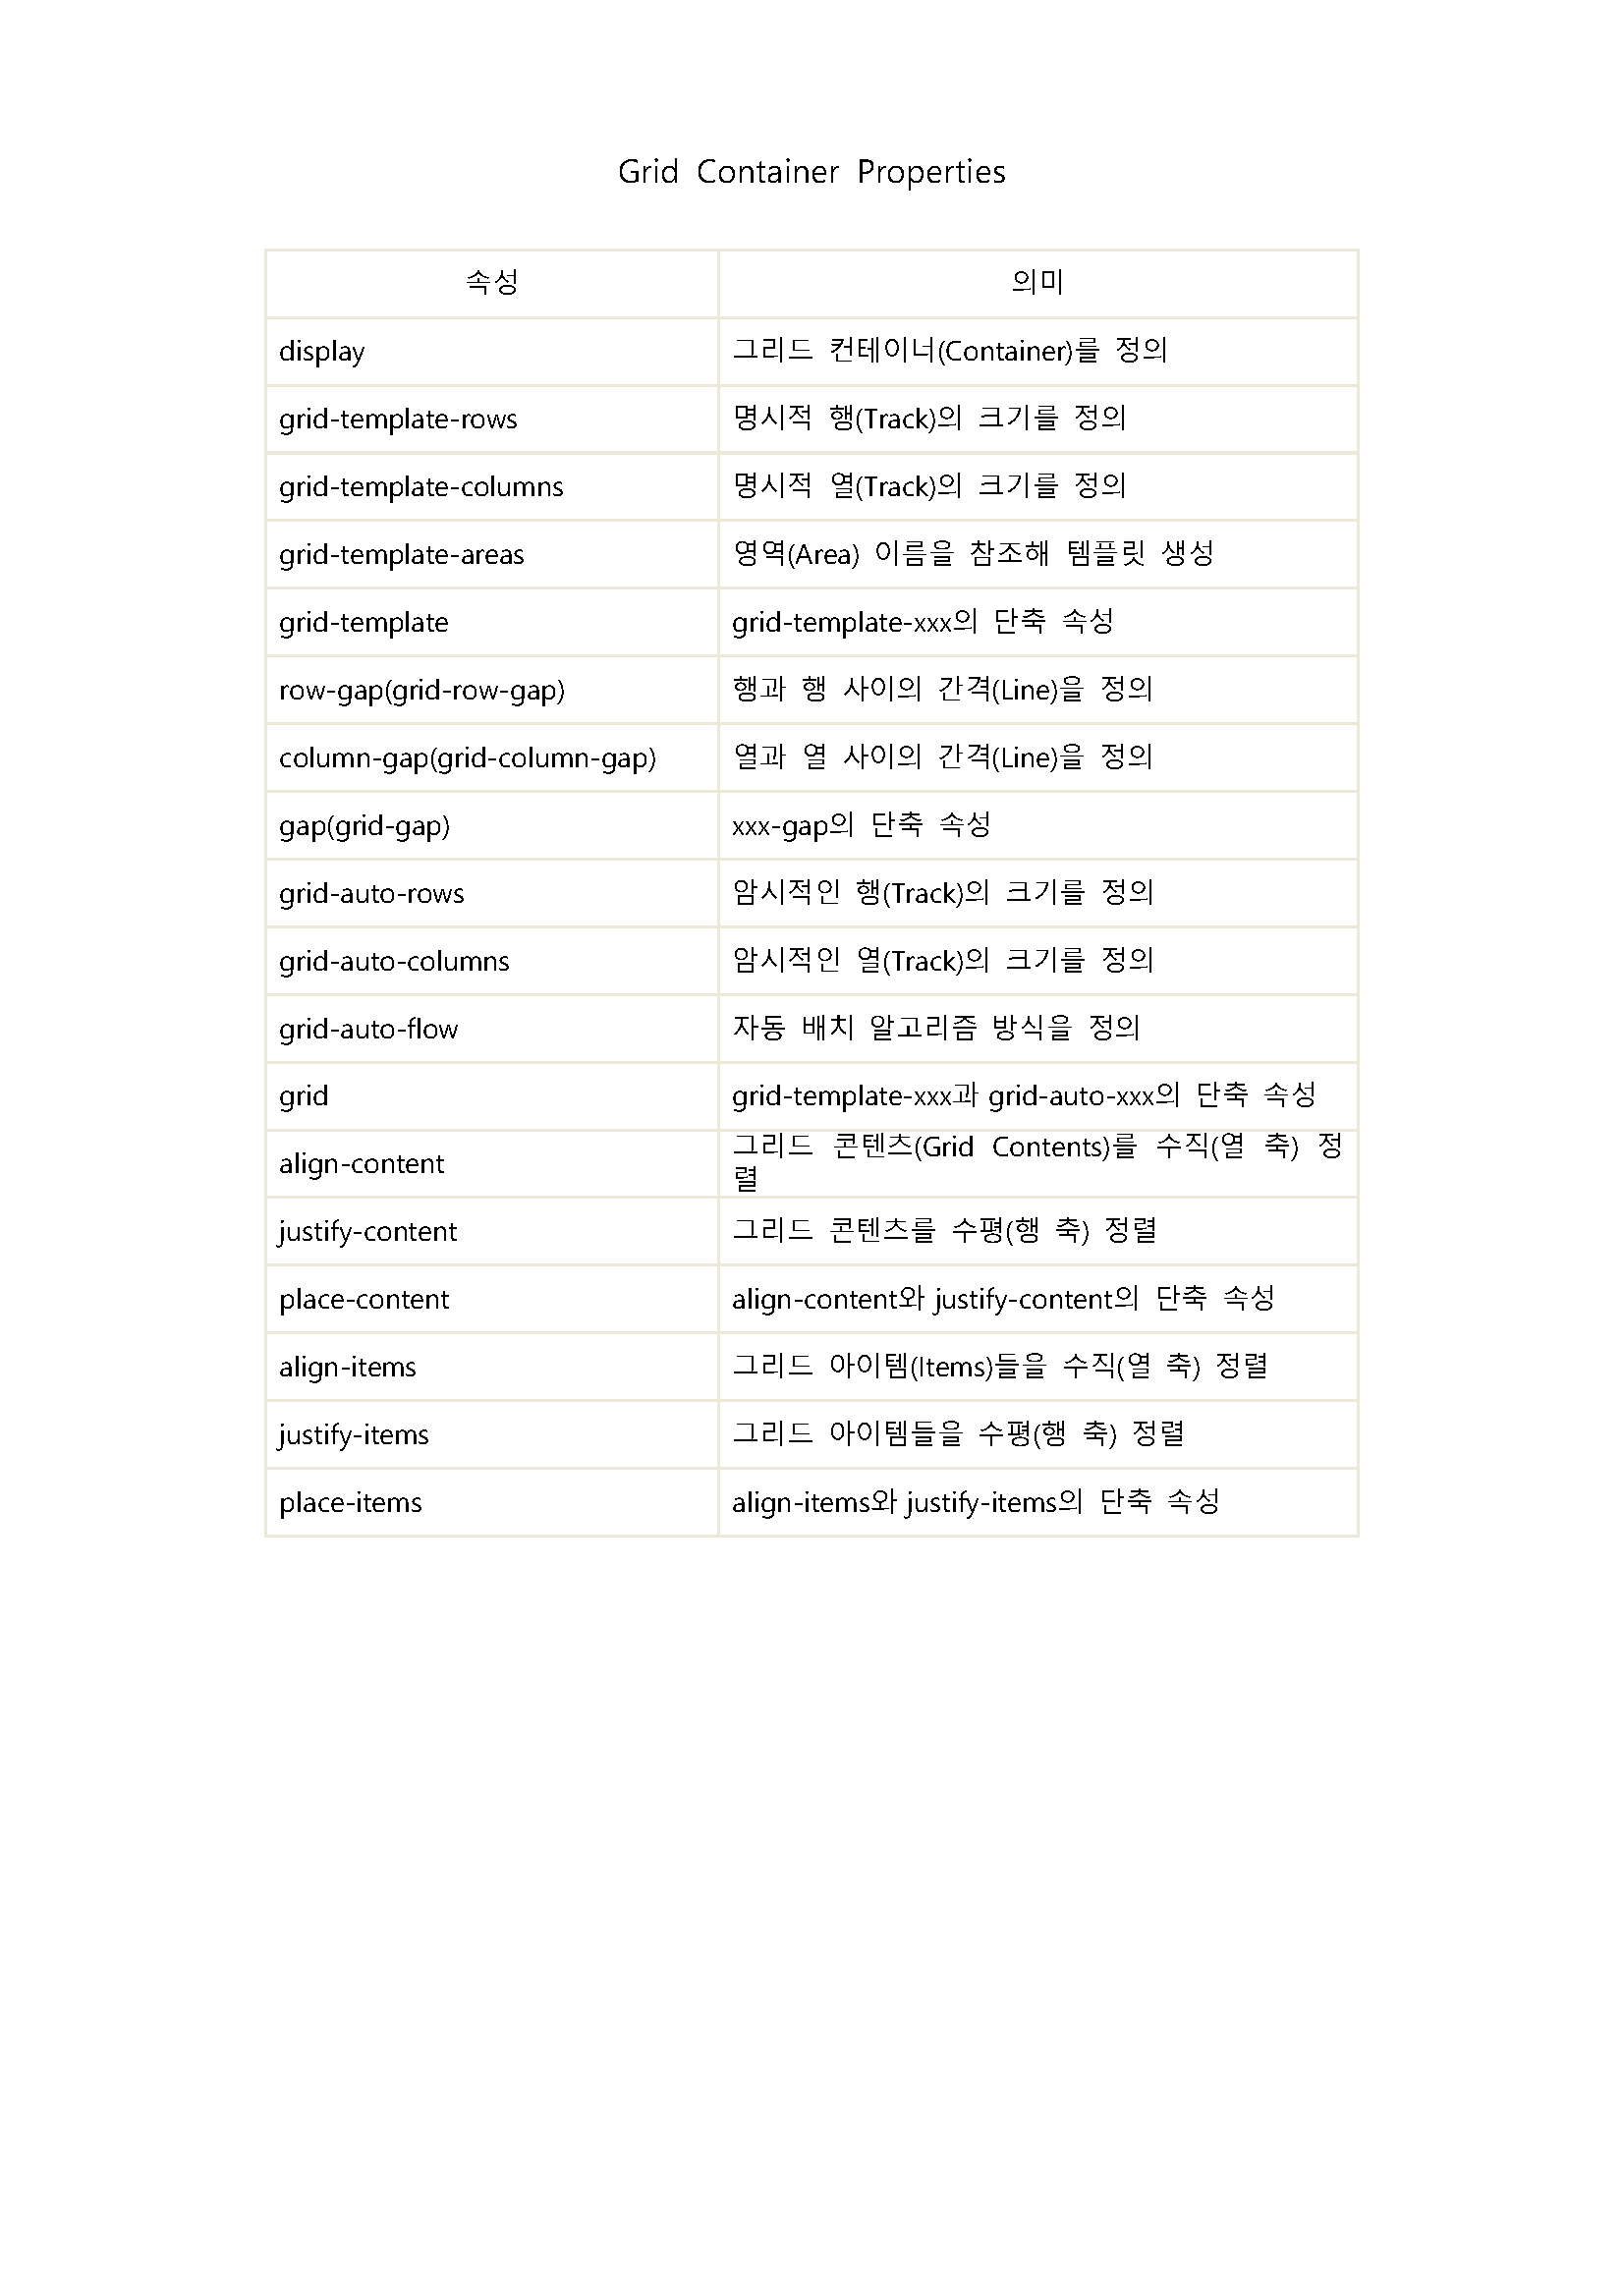 Grid Container Properties
속성 의미
display 그리드 컨테이너(Container)를 정의
grid-template-rows 명시적 행(Track)의 크기를 정의
grid-template-columns 명시적 열(Track)의 크기를 정의
grid-template-areas 영역(Area) 이름을 참조해 템플릿 생성
grid-template grid-template-xxx의 단축 속성
row-gap(grid-row-gap) 행과 행 사이의 간격(Line)을 정의
column-gap(grid-column-gap) 열과 열 사이의 간격(Line)을 정의
gap(grid-gap) xxx-gap의 단축 속성
grid-auto-rows 암시적인 행(Track)의 크기를 정의
grid-auto-columns 암시적인 열(Track)의 크기를 정의
grid-auto-flow 자동 배치 알고리즘 방식을 정의
grid grid-template-xxx과 grid-auto-xxx의 단축 속성
align-content 그리드 콘텐츠(Grid Contents)를 수직(열 축) 정
렬
justify-content 그리드 콘텐츠를 수평(행 축) 정렬
place-content align-content와 justify-content의 단축 속성
align-items 그리드 아이템(Items)들을 수직(열 축) 정렬
justify-items 그리드 아이템들을 수평(행 축) 정렬
place-items align-items와 justify-items의 단축 속성